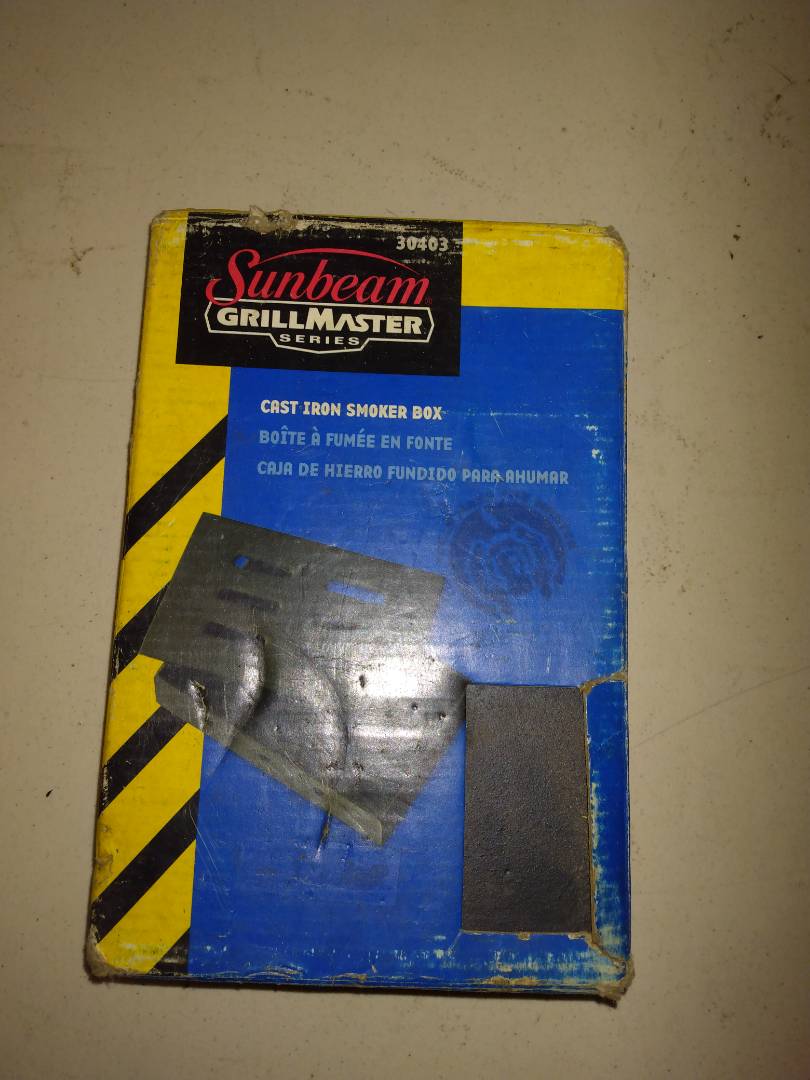 30403
Sunbeam®
GRILLMASTER
SERIES
CAST IRON SMOKER BOX
BOÎTE À FUMÉE EN FONTE
CAJA DE HIERRO FUNDIDO PARA AHUMAR